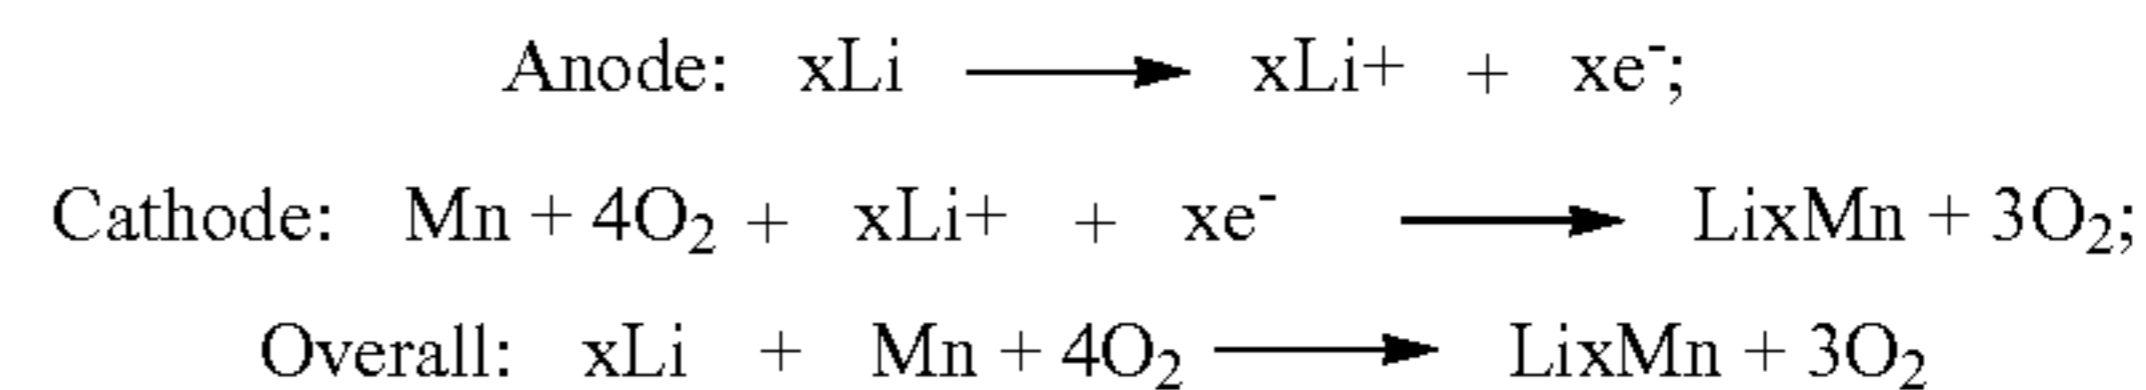 Anode: xLi ⟶ xLi+ + xe⁻;
Cathode: Mn + 4O₂ + xLi+ + xe⁻ ⟶ LixMn + 3O₂;
Overall: xLi + Mn + 4O₂ ⟶ LixMn + 3O₂